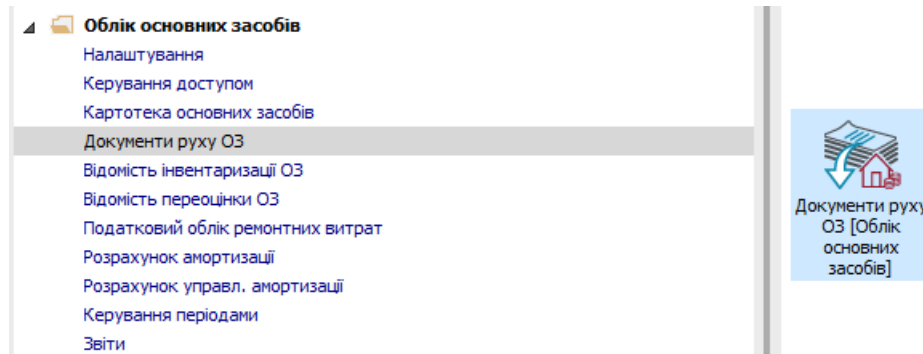 Облік основних засобів
Налаштування
Керування доступом
Картотека основних засобів
Документи руху ОЗ
Відомість інвентаризації ОЗ
Відомість переоцінки ОЗ
Податковий облік ремонтних витрат
Розрахунок амортизації
Розрахунок управл. амортизації
Керування періодами
Звіти
Документи руху
ОЗ [Облік
основних
засобів]